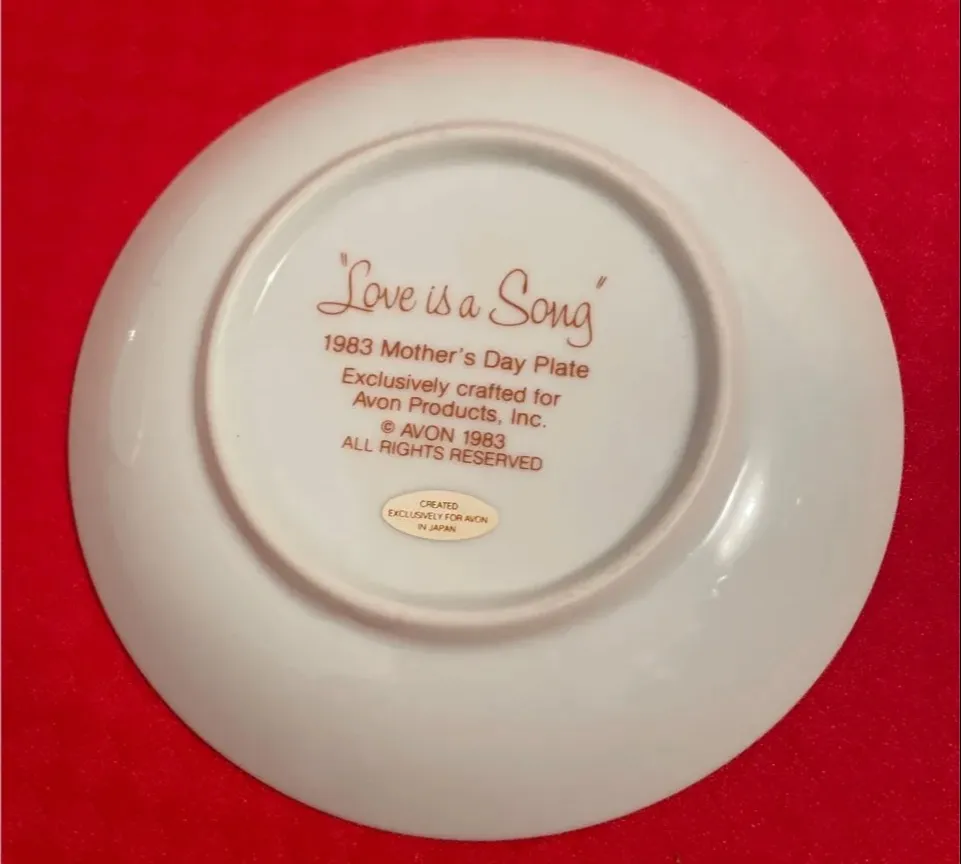 "Love is a Song"
1983 Mother's Day Plate
Exclusively crafted for
Avon Products, Inc.
© AVON 1983
ALL RIGHTS RESERVED
CREATED
EXCLUSIVELY FOR AVON
IN JAPAN